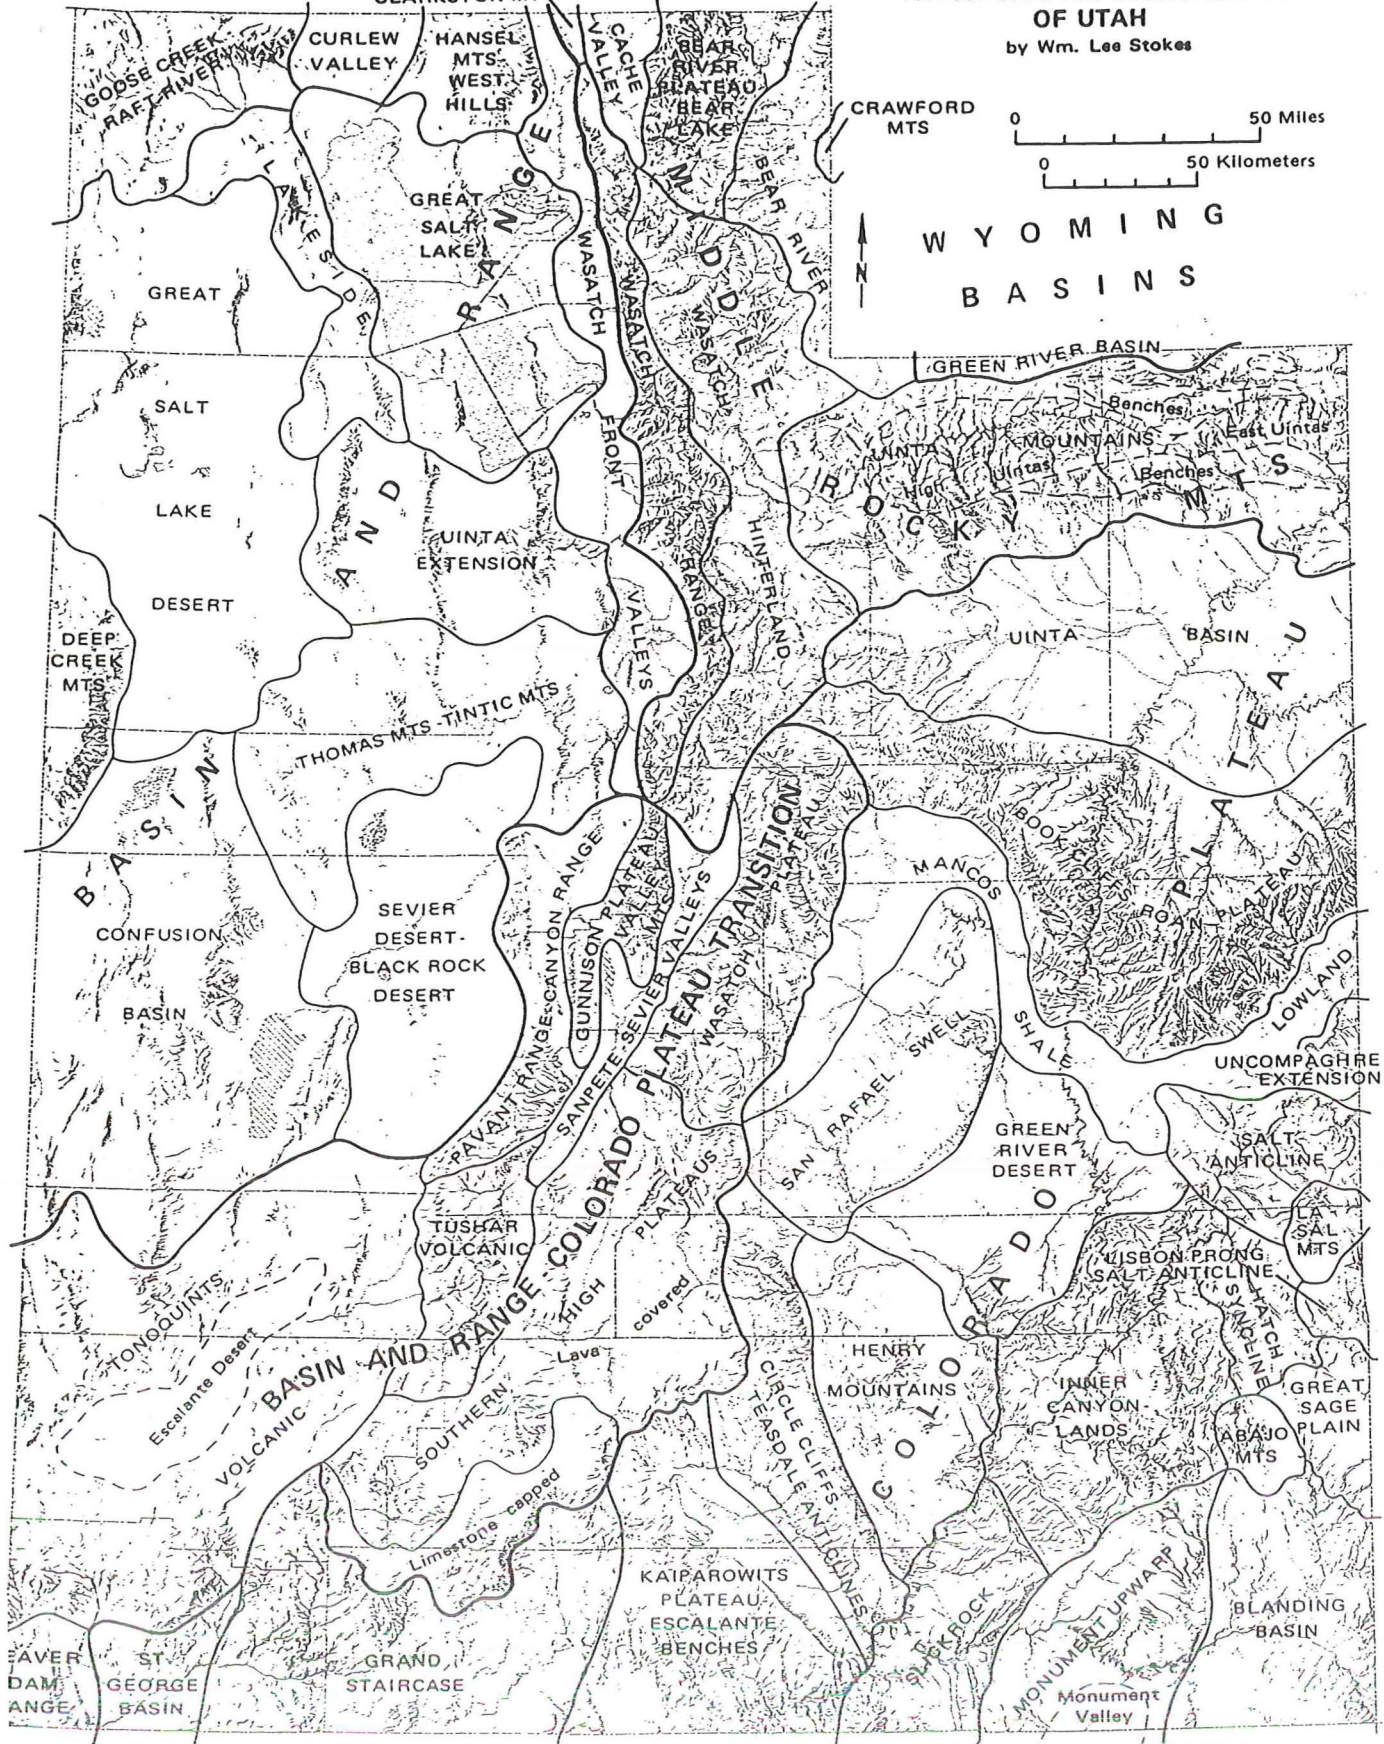 OF UTAH
by Wm. Lee Stokes
0 50 Miles
0 50 Kilometers
N
WYOMING
BASINS
GOOSE CREEK
RAFT RIVER
CURLEW
VALLEY
HANSEL
MTS
WEST
HILLS
CACHE
VALLEY
BEAR
RIVER
PLATEAU
BEAR
LAKE
CRAWFORD
MTS
BEAR RIVER
LAKESIDE
GREAT
SALT
LAKE
GREAT
SALT
LAKE
DESERT
WASATCH
FRONT
VALLEYS
WASATCH
RANGE
WASATCH
HINTERLAND
MIDDLE
ROCKY MTS
GREEN RIVER BASIN
Benches
UINTA MOUNTAINS
East Uintas
High Uintas
Benches
UINTA
EXTENSION
DEEP
CREEK
MTS
UINTA BASIN
BASIN AND RANGE
THOMAS MTS-TINTIC MTS
CONFUSION
BASIN
SEVIER
DESERT-
BLACK ROCK
DESERT
PAVANT RANGE-CANYON RANGE
GUNNISON PLATEAU
VALLEY
MTS
SANPETE-SEVIER VALLEYS
WASATCH PLATEAU
BASIN AND RANGE-COLORADO PLATEAU TRANSITION
MANCOS
SHALE
LOWLAND
BOOK CLIFFS
ROAN PLATEAU
COLORADO PLATEAU
SAN RAFAEL SWELL
GREEN
RIVER
DESERT
UNCOMPAGHRE
EXTENSION
SALT
ANTICLINE
LA
SAL
MTS
LISBON PRONG
SALT ANTICLINE
HATCH
SYNCLINE
TUSHAR
VOLCANIC
HIGH
PLATEAUS
SOUTHERN
Lava
covered
Limestone capped
TONOQUINTS
Escalante Desert
VOLCANIC
HENRY
MOUNTAINS
INNER
CANYON-
LANDS
GREAT
SAGE
PLAIN
ABAJO
MTS
CIRCLE CLIFFS
TEASDALE ANTICLINES
KAIPAROWITS
PLATEAU
ESCALANTE
BENCHES
SLICKROCK
MONUMENT UPWARP
Monument
Valley
BLANDING
BASIN
EAVER
DAM
ANGE
ST.
GEORGE
BASIN
GRAND
STAIRCASE